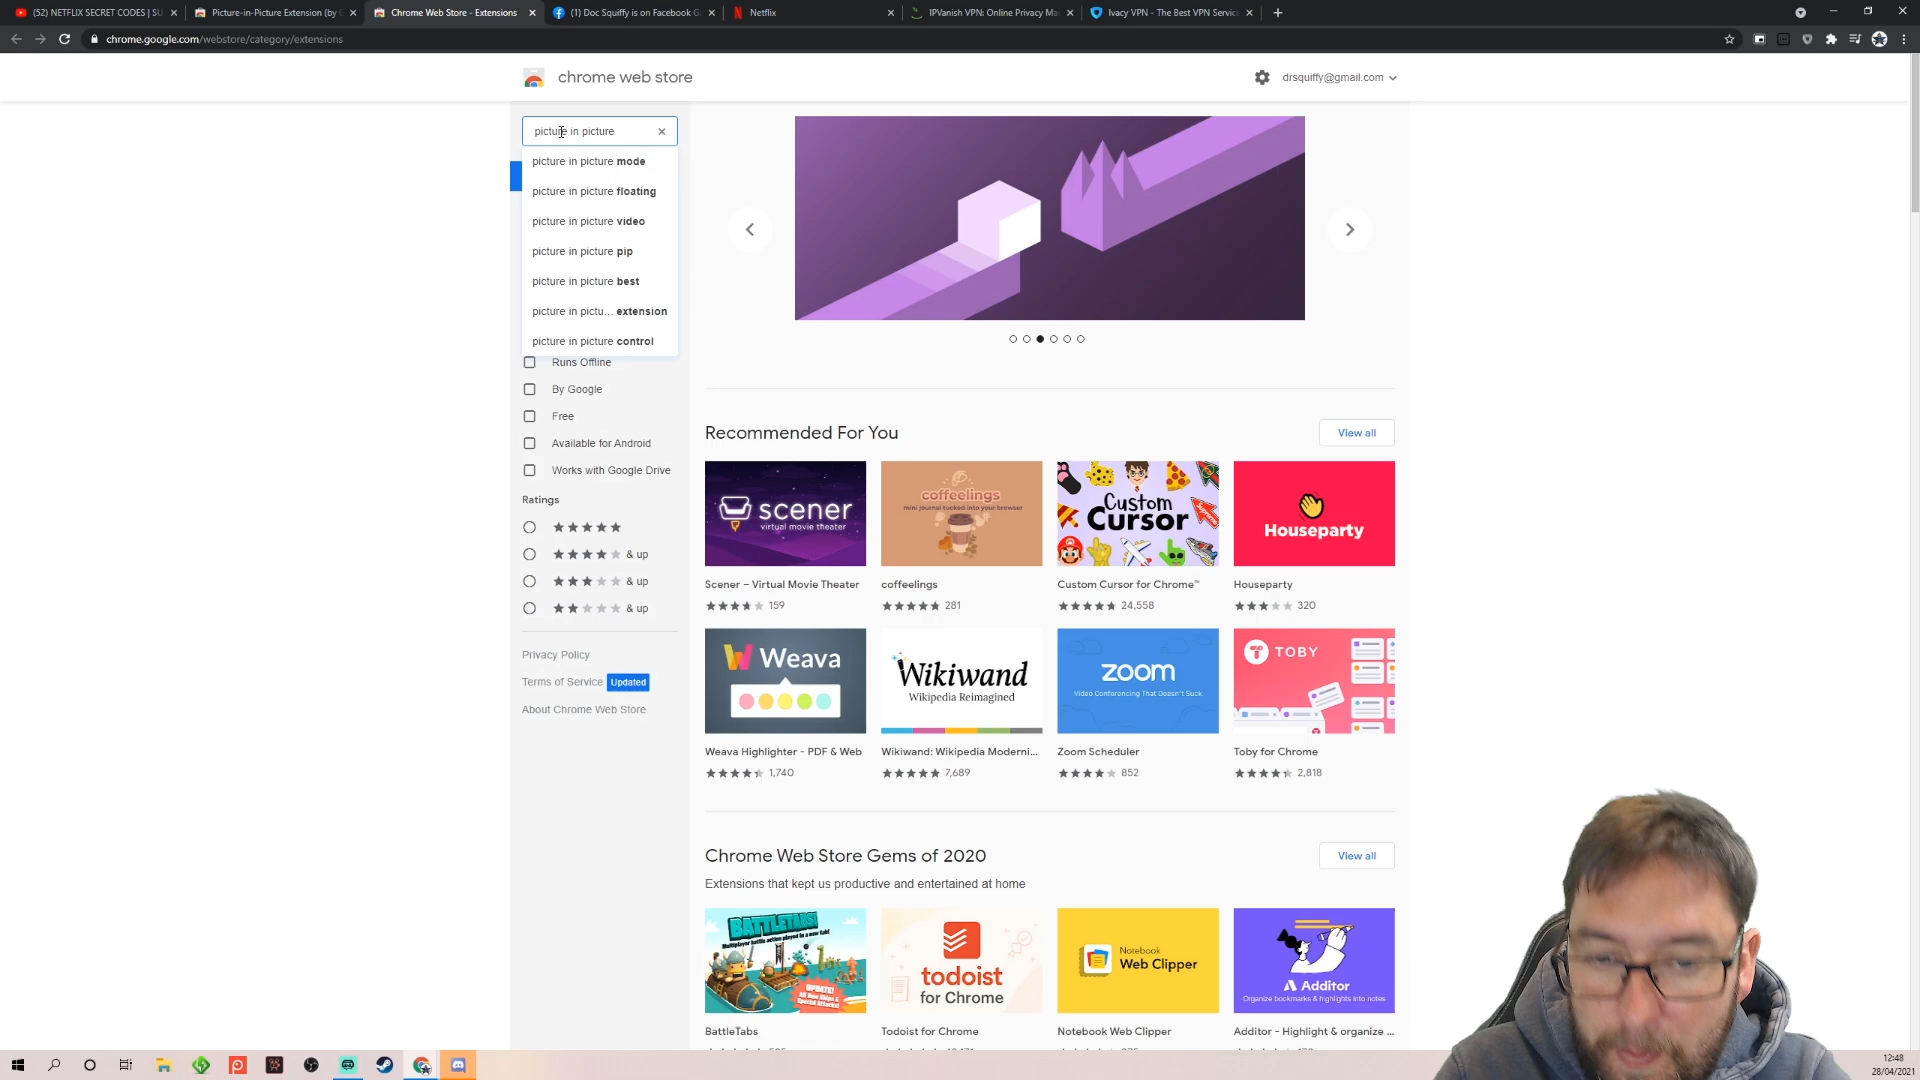 (52) NETFLIX SECRET CODES | SU
Picture-in-Picture Extension (by G
Chrome Web Store - Extensions
(1) Doc Squiffy is on Facebook G
Netflix
IPVanish VPN: Online Privacy Ma
Ivacy VPN - The Best VPN Service
chrome.google.com/webstore/category/extensions
chrome web store
drsquiffy@gmail.com
picture in picture
picture in picture mode
picture in picture floating
picture in picture video
picture in picture pip
picture in picture best
picture in pictu... extension
picture in picture control
Runs Offline
By Google
Free
Available for Android
Works with Google Drive
Ratings
& up
& up
& up
Privacy Policy
Terms of Service Updated
About Chrome Web Store
Recommended For You
View all
scener
virtual movie theater
coffeelings
mini journal tucked into your browser
Custom
Cursor
Houseparty
Scener – Virtual Movie Theater
coffeelings
Custom Cursor for Chrome™
Houseparty
159
281
24,558
320
Weava
Wikiwand
Wikipedia Reimagined
zoom
Video Conferencing That Doesn't Suck
TOBY
Weava Highlighter - PDF & Web
Wikiwand: Wikipedia Moderni...
Zoom Scheduler
Toby for Chrome
1,740
7,689
852
2,818
Chrome Web Store Gems of 2020
View all
Extensions that kept us productive and entertained at home
BATTLETABS!
Multiplayer battle action played in a new tab!
UPDATE!
todoist
for Chrome
Notebook
Web Clipper
Additor
Organize bookmarks & highlights into notes
BattleTabs
Todoist for Chrome
Notebook Web Clipper
Additor - Highlight & organize ...
12:48
28/04/2021